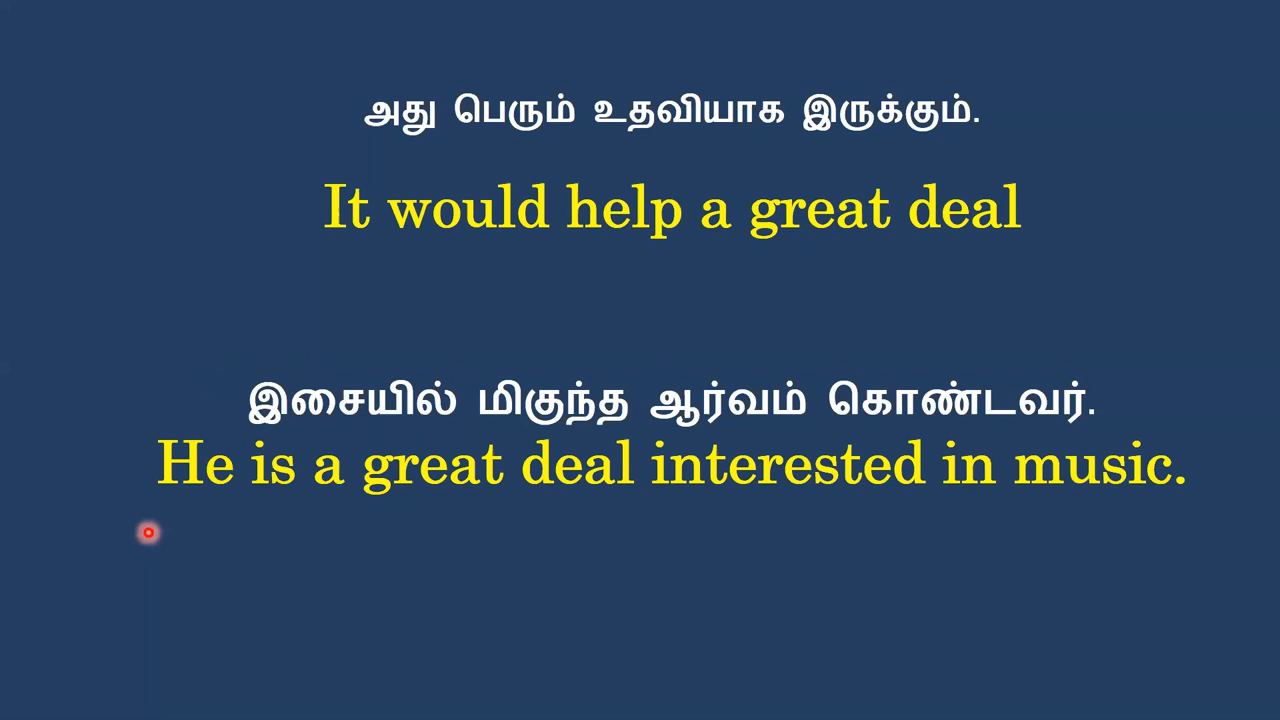 அது பெரும் உதவியாக இருக்கும்.
It would help a great deal
இசையில் மிகுந்த ஆர்வம் கொண்டவர்.
He is a great deal interested in music.